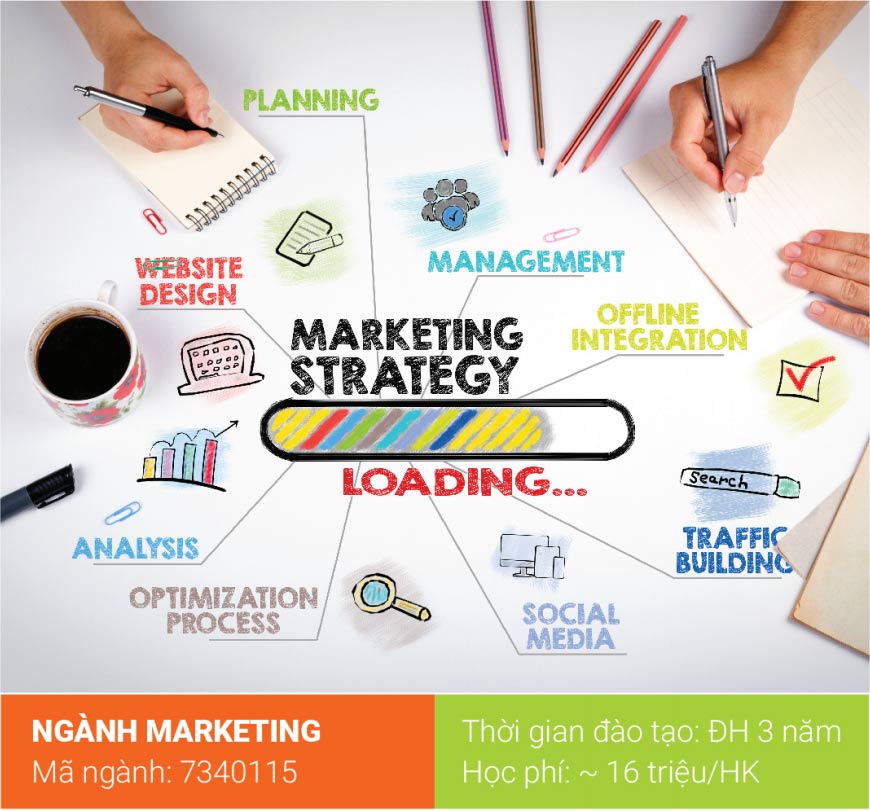 PLANNING
MANAGEMENT
WEBSITE
DESIGN
OFFLINE
INTEGRATION
MARKETING
STRATEGY
LOADING...
Search
ANALYSIS
TRAFFIC
BUILDING
OPTIMIZATION
PROCESS
SOCIAL
MEDIA
NGÀNH MARKETING
Mã ngành: 7340115
Thời gian đào tạo: ĐH 3 năm
Học phí: ~ 16 triệu/HK